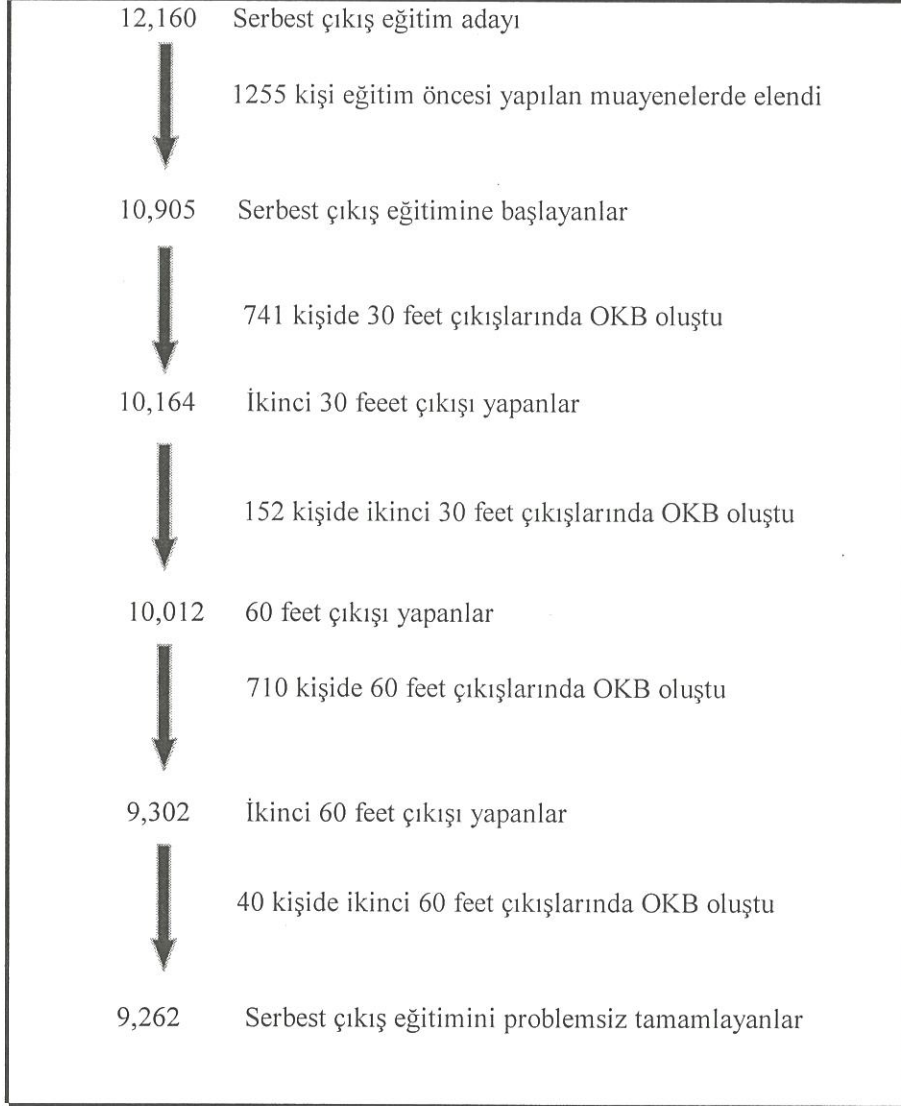 12,160 Serbest çıkış eğitim adayı
1255 kişi eğitim öncesi yapılan muayenelerde elendi
10,905 Serbest çıkış eğitimine başlayanlar
741 kişide 30 feet çıkışlarında OKB oluştu
10,164 İkinci 30 feeet çıkışı yapanlar
152 kişide ikinci 30 feet çıkışlarında OKB oluştu
10,012 60 feet çıkışı yapanlar
710 kişide 60 feet çıkışlarında OKB oluştu
9,302 İkinci 60 feet çıkışı yapanlar
40 kişide ikinci 60 feet çıkışlarında OKB oluştu
9,262 Serbest çıkış eğitimini problemsiz tamamlayanlar